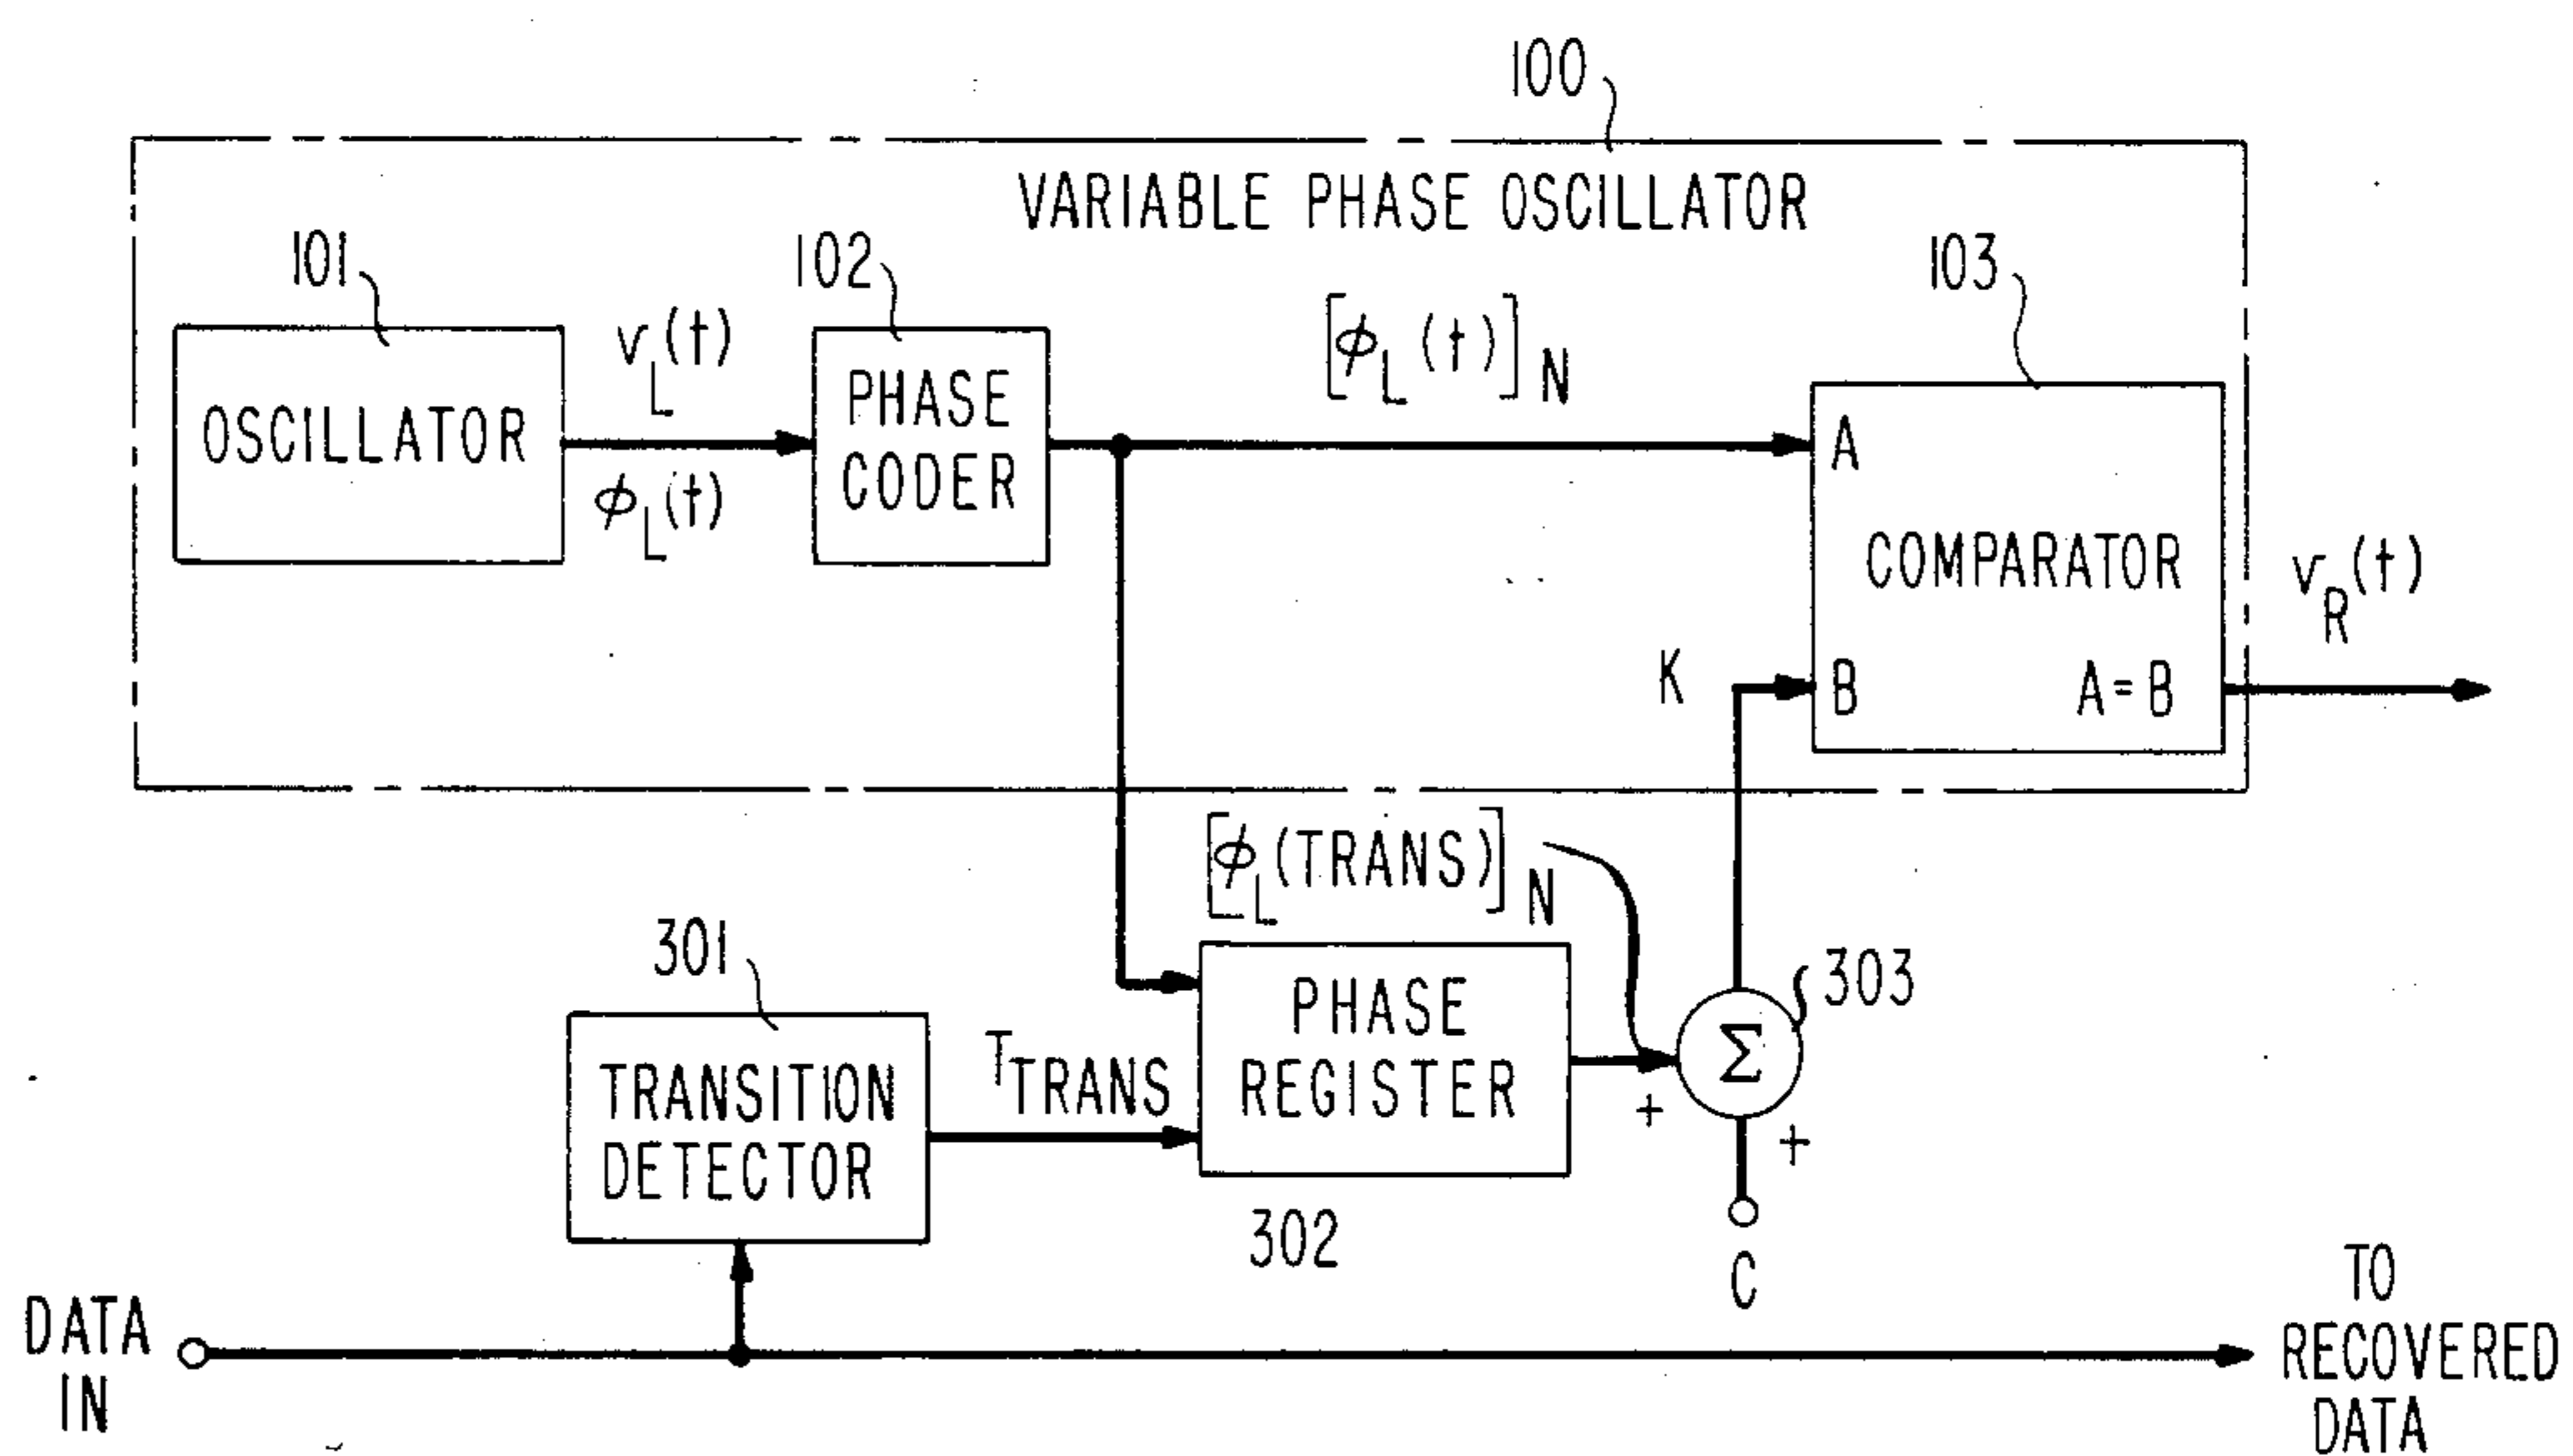 100
VARIABLE PHASE OSCILLATOR
101
102
103
v_L(t)
[ϕ_L(t)]_N
OSCILLATOR
PHASE
CODER
A
ϕ_L(t)
COMPARATOR
v_R(t)
K
B
A=B
[ϕ_L(TRANS)]_N
301
303
PHASE
REGISTER
Σ
T_TRANS
+
+
TRANSITION
DETECTOR
302
C
DATA
IN
TO
RECOVERED
DATA